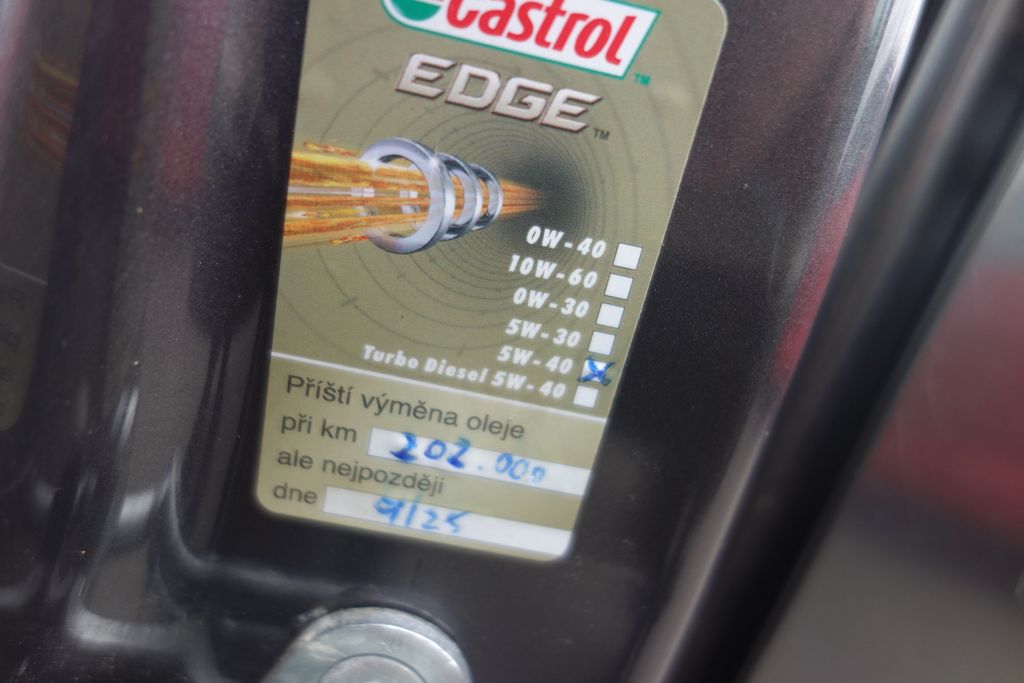 Castrol
™
EDGE™
0W-40
10W-60
0W-30
5W-30
5W-40
Turbo Diesel 5W-40
Příští výměna oleje
při km 202.000
ale nejpozději
dne 9/25